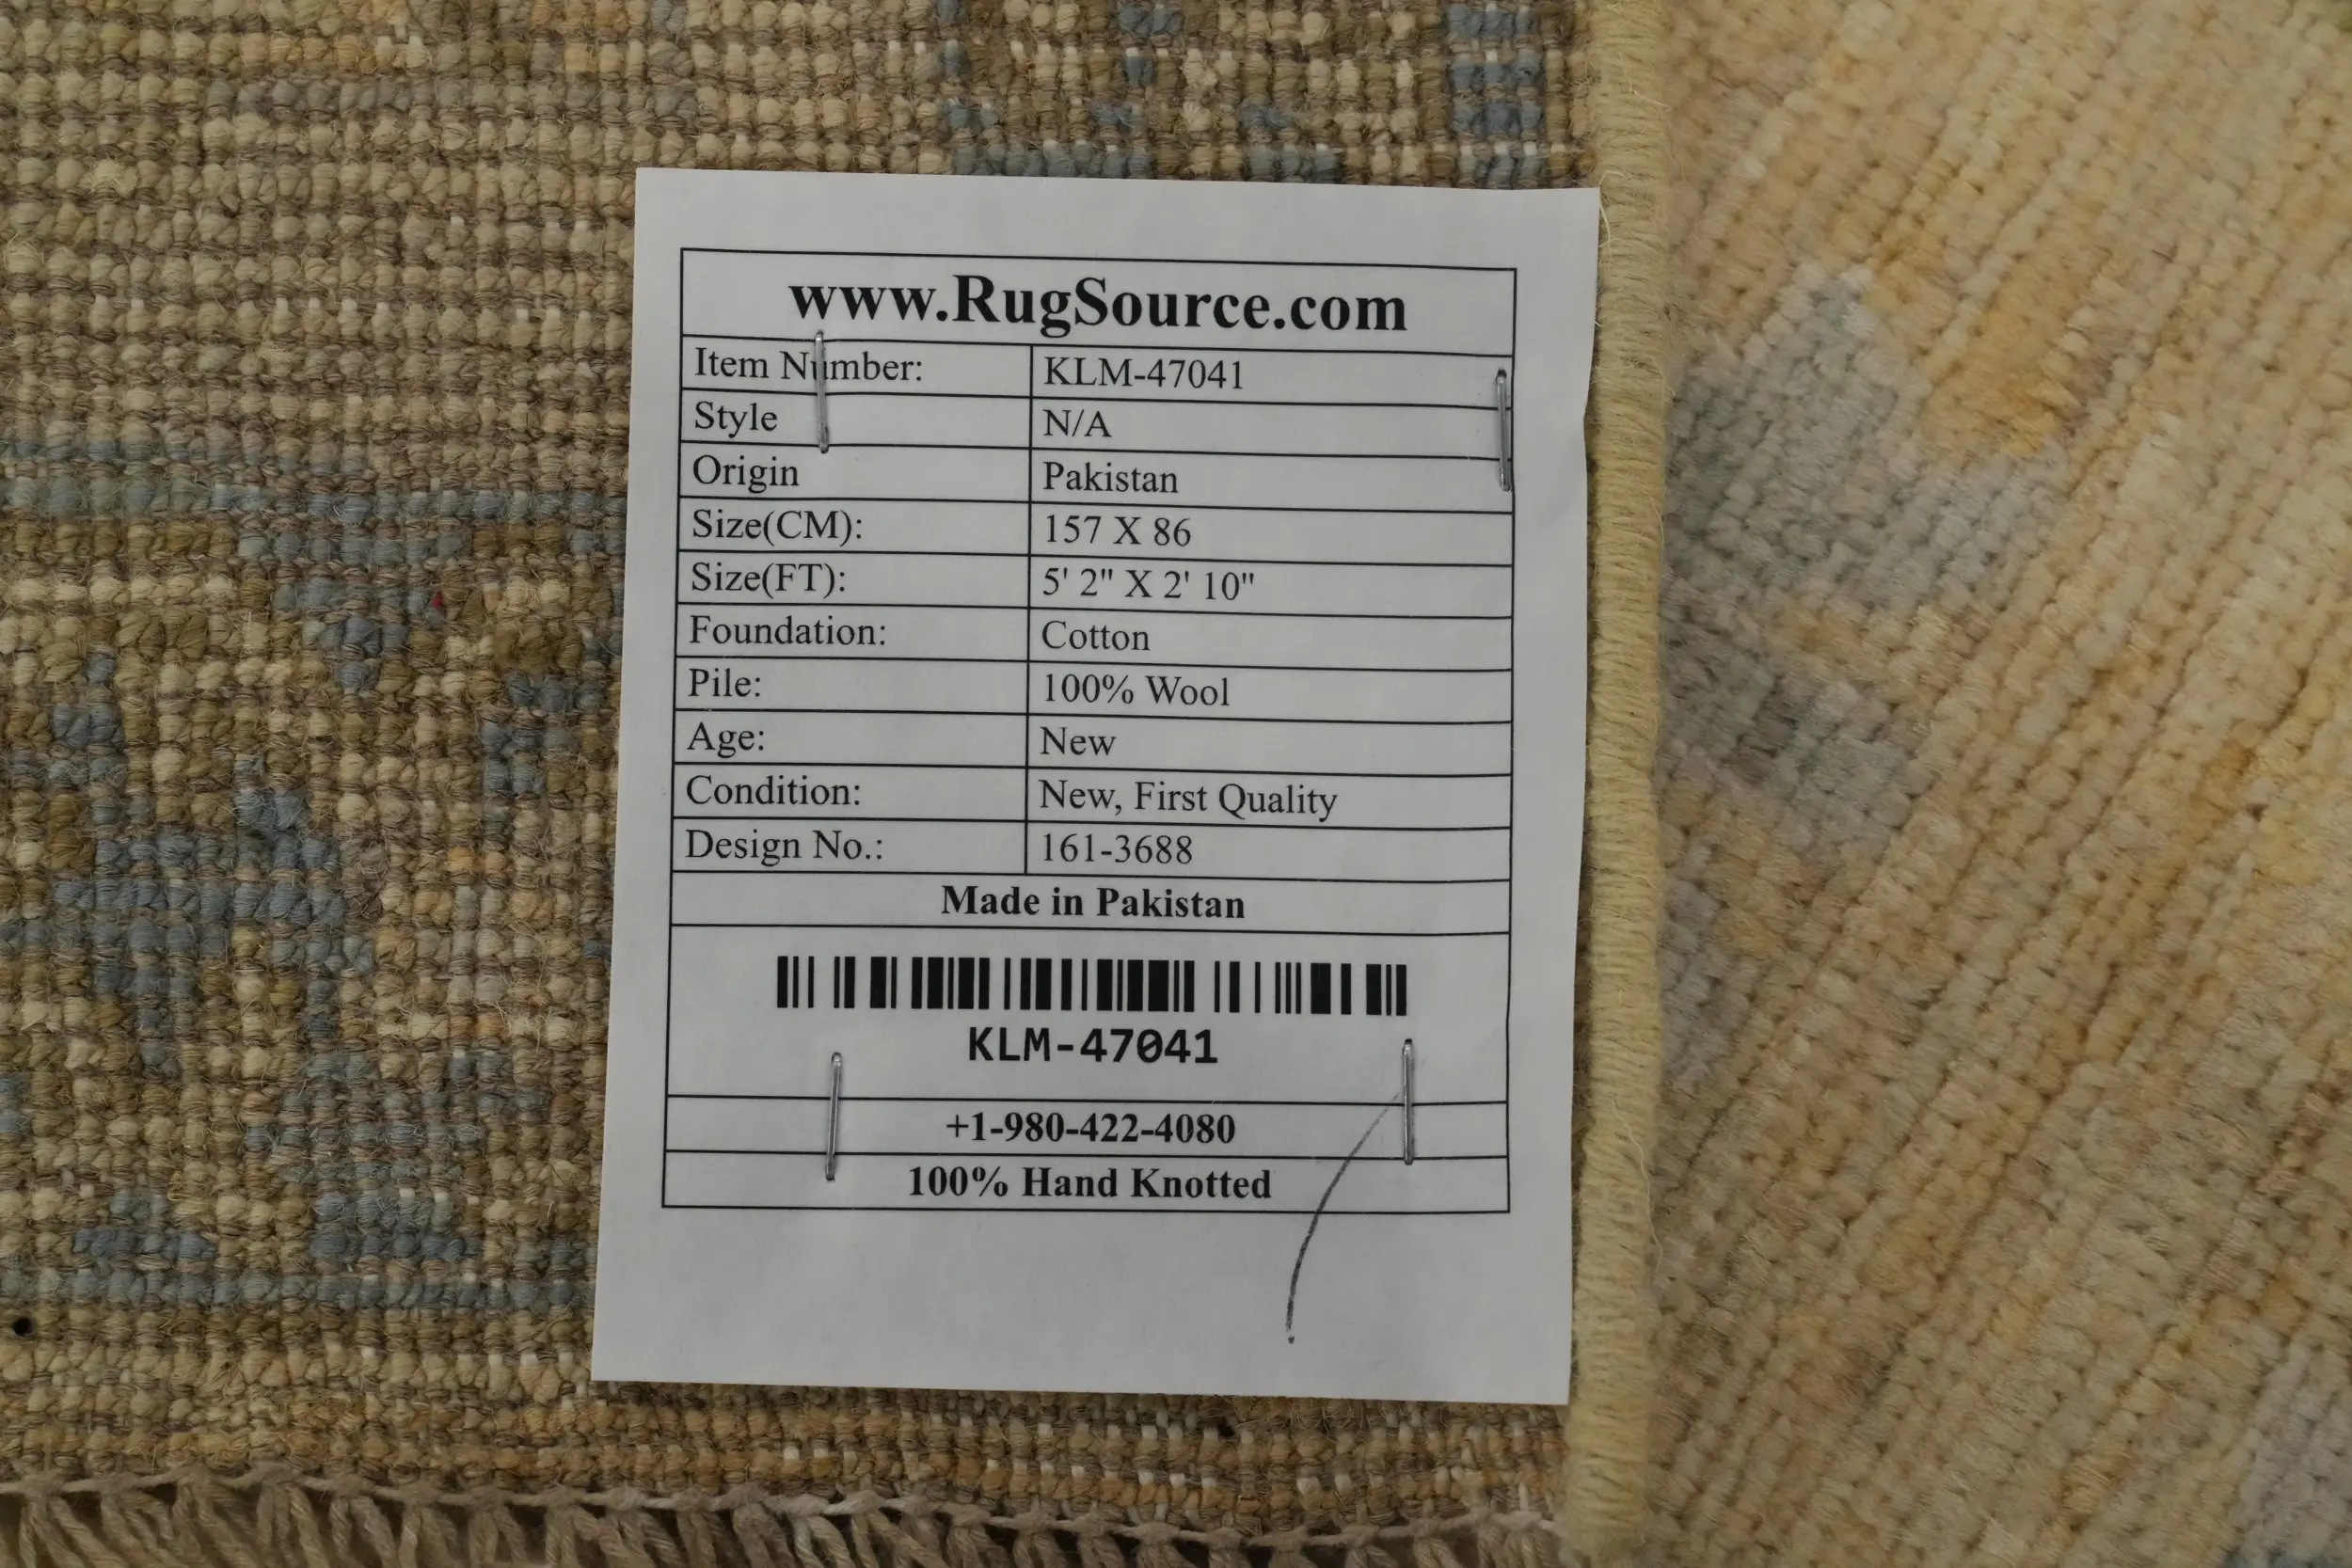 www.RugSource.com
Item Number: KLM-47041
Style N/A
Origin Pakistan
Size(CM): 157 X 86
Size(FT): 5' 2" X 2' 10"
Foundation: Cotton
Pile: 100% Wool
Age: New
Condition: New, First Quality
Design No.: 161-3688
Made in Pakistan
KLM-47041
+1-980-422-4080
100% Hand Knotted